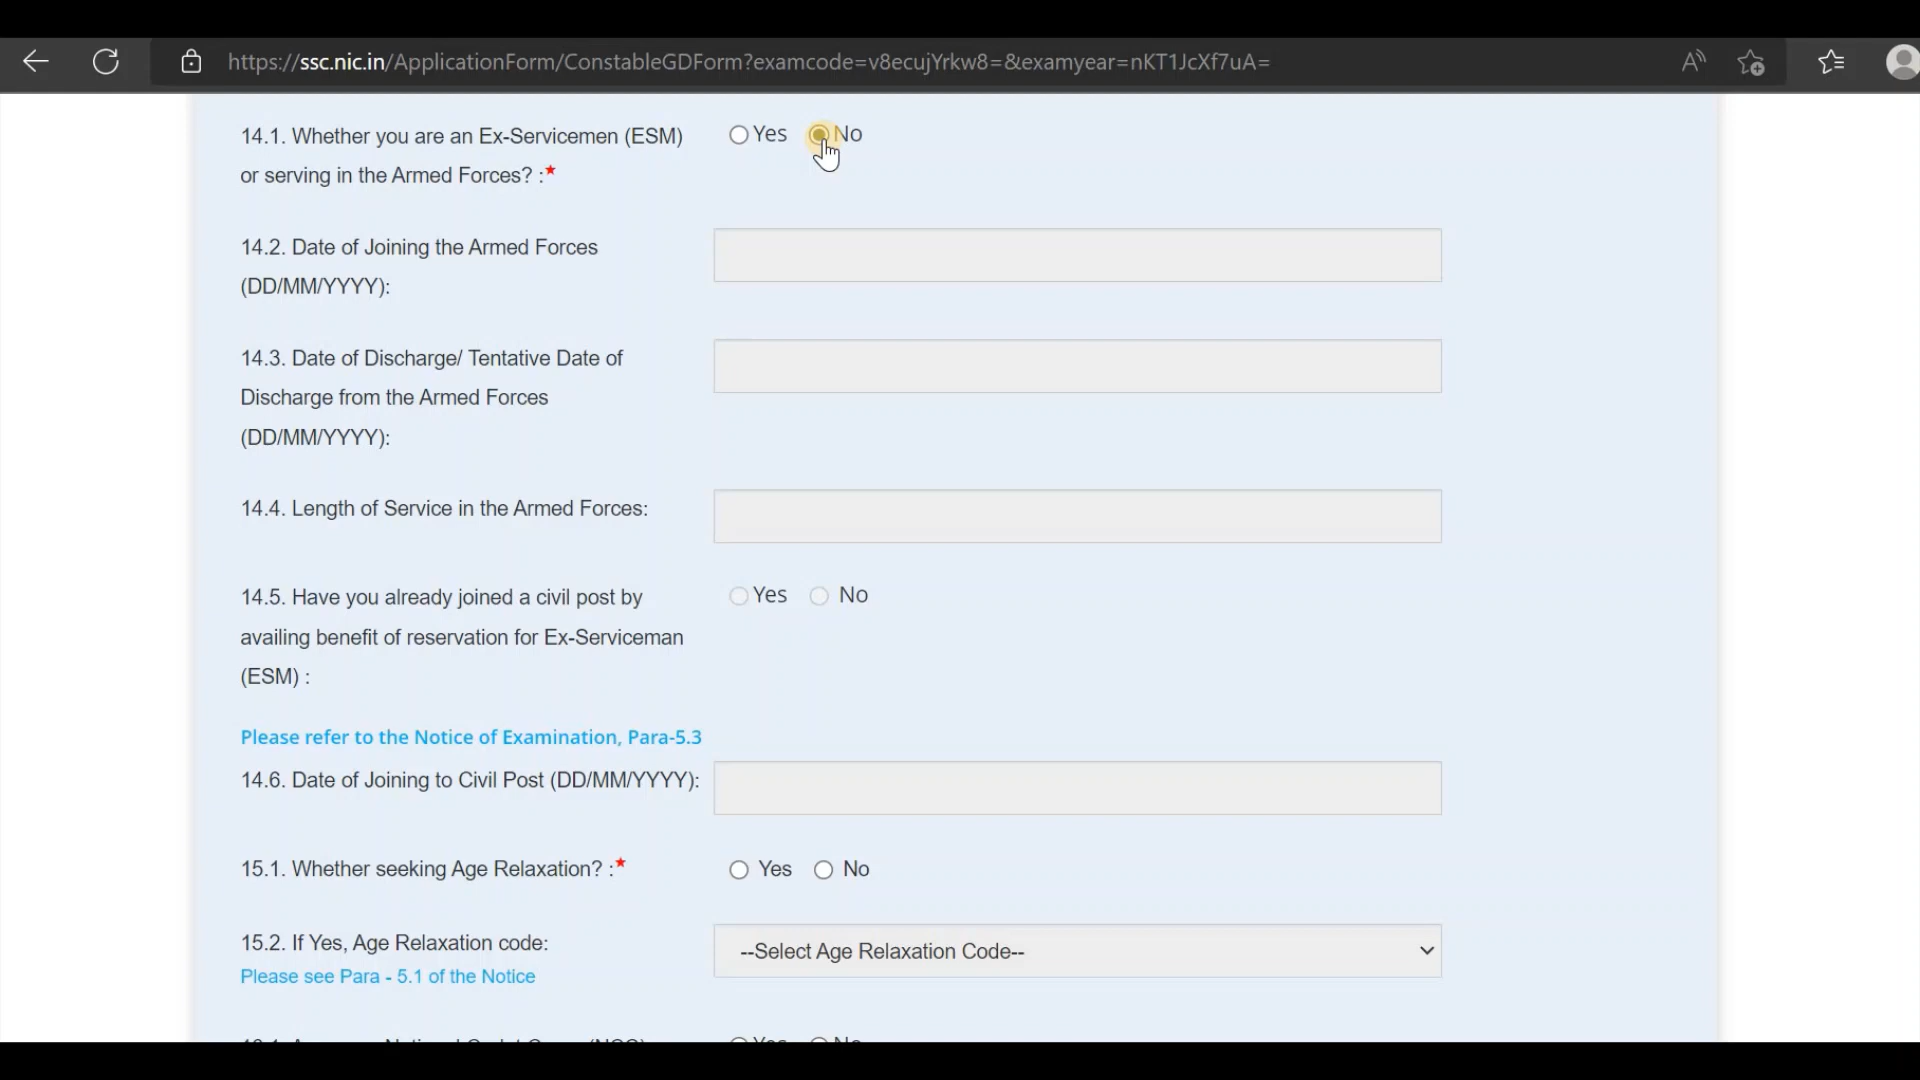 https://ssc.nic.in/ApplicationForm/ConstableGDForm?examcode=v8ecujYrkw8=&examyear=nKT1JcXf7uA=
14.1. Whether you are an Ex-Servicemen (ESM) Yes No
or serving in the Armed Forces? :*
14.2. Date of Joining the Armed Forces
(DD/MM/YYYY):
14.3. Date of Discharge/ Tentative Date of
Discharge from the Armed Forces
(DD/MM/YYYY):
14.4. Length of Service in the Armed Forces:
14.5. Have you already joined a civil post by Yes No
availing benefit of reservation for Ex-Serviceman
(ESM) :
Please refer to the Notice of Examination, Para-5.3
14.6. Date of Joining to Civil Post (DD/MM/YYYY):
15.1. Whether seeking Age Relaxation? :* Yes No
15.2. If Yes, Age Relaxation code: --Select Age Relaxation Code--
Please see Para - 5.1 of the Notice
Yes No